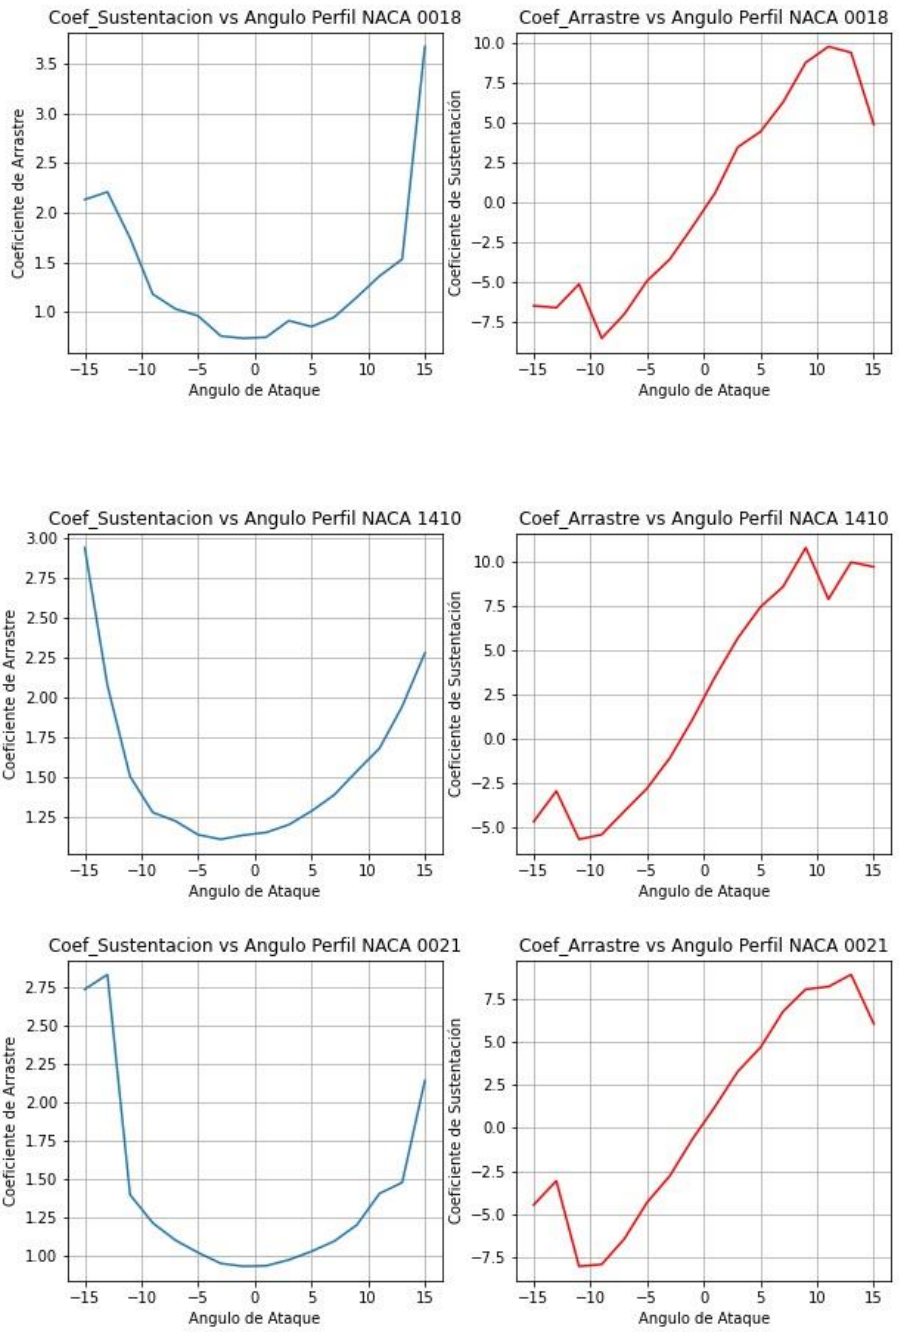 Coef_Sustentacion vs Angulo Perfil NACA 0018
Coeficiente de Arrastre
3.5
3.0
2.5
2.0
1.5
1.0
−15 −10 −5 0 5 10 15
Angulo de Ataque
Coef_Arrastre vs Angulo Perfil NACA 0018
Coeficiente de Sustentación
10.0
7.5
5.0
2.5
0.0
−2.5
−5.0
−7.5
−15 −10 −5 0 5 10 15
Angulo de Ataque
Coef_Sustentacion vs Angulo Perfil NACA 1410
Coeficiente de Arrastre
3.00
2.75
2.50
2.25
2.00
1.75
1.50
1.25
−15 −10 −5 0 5 10 15
Angulo de Ataque
Coef_Arrastre vs Angulo Perfil NACA 1410
Coeficiente de Sustentación
10.0
7.5
5.0
2.5
0.0
−2.5
−5.0
−15 −10 −5 0 5 10 15
Angulo de Ataque
Coef_Sustentacion vs Angulo Perfil NACA 0021
Coeficiente de Arrastre
2.75
2.50
2.25
2.00
1.75
1.50
1.25
1.00
−15 −10 −5 0 5 10 15
Angulo de Ataque
Coef_Arrastre vs Angulo Perfil NACA 0021
Coeficiente de Sustentación
7.5
5.0
2.5
0.0
−2.5
−5.0
−7.5
−15 −10 −5 0 5 10 15
Angulo de Ataque